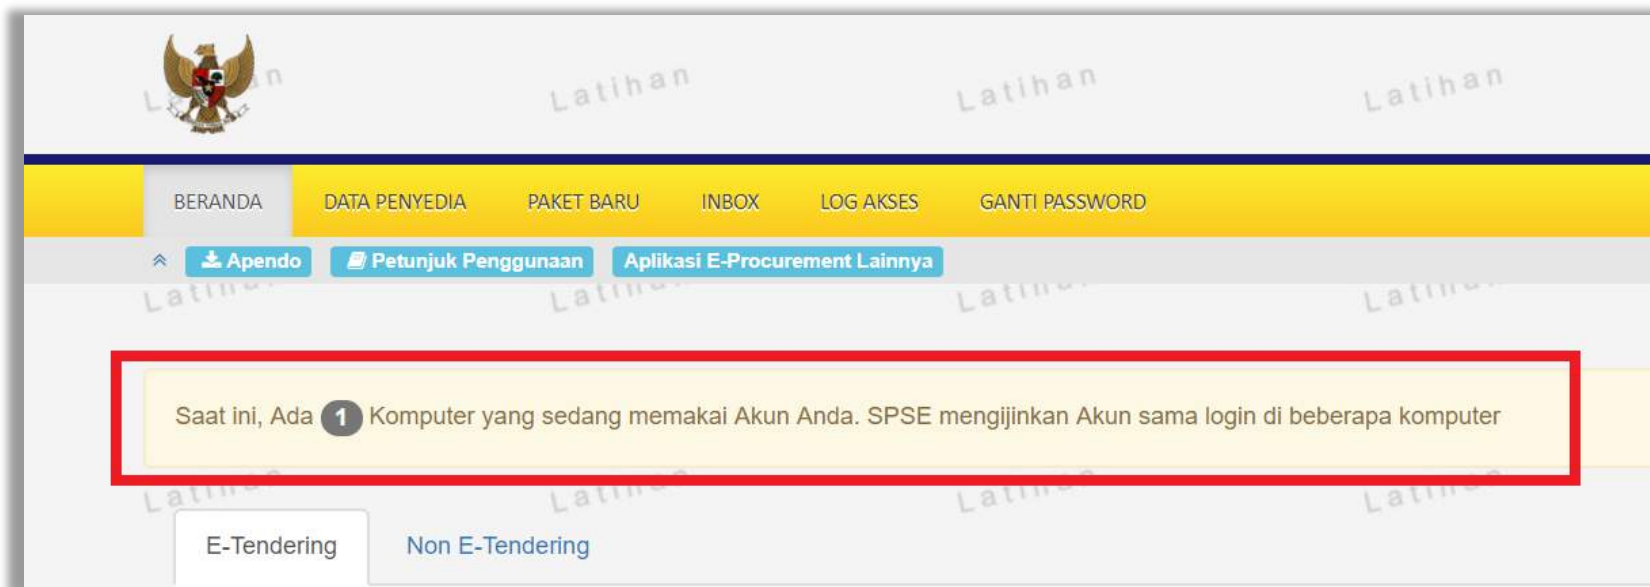 Latihan Latihan Latihan
BERANDA DATA PENYEDIA PAKET BARU INBOX LOG AKSES GANTI PASSWORD
Apendo Petunjuk Penggunaan Aplikasi E-Procurement Lainnya
Saat ini, Ada 1 Komputer yang sedang memakai Akun Anda. SPSE mengijinkan Akun sama login di beberapa komputer
E-Tendering Non E-Tendering